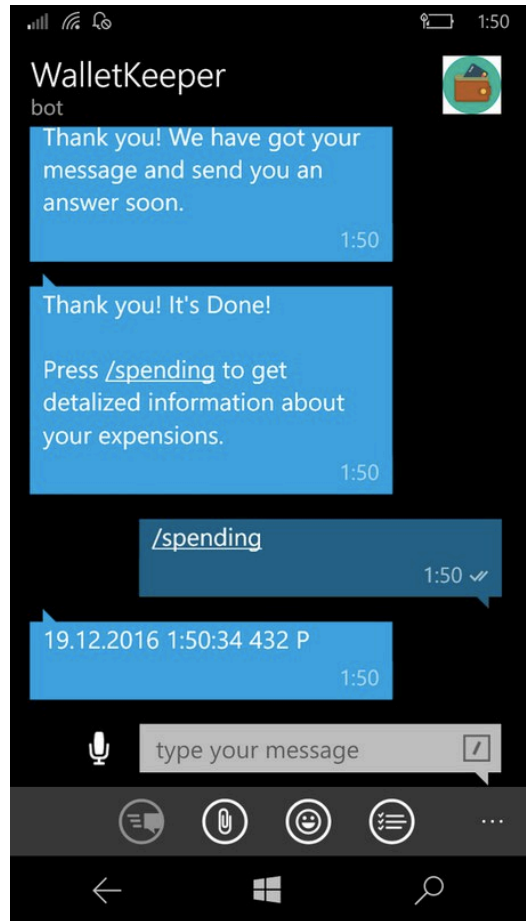 1:50
WalletKeeper
bot
Thank you! We have got your
message and send you an
answer soon.
1:50
Thank you! It's Done!
Press /spending to get
detalized information about
your expensions.
1:50
/spending
1:50
19.12.2016 1:50:34 432 P
1:50
type your message